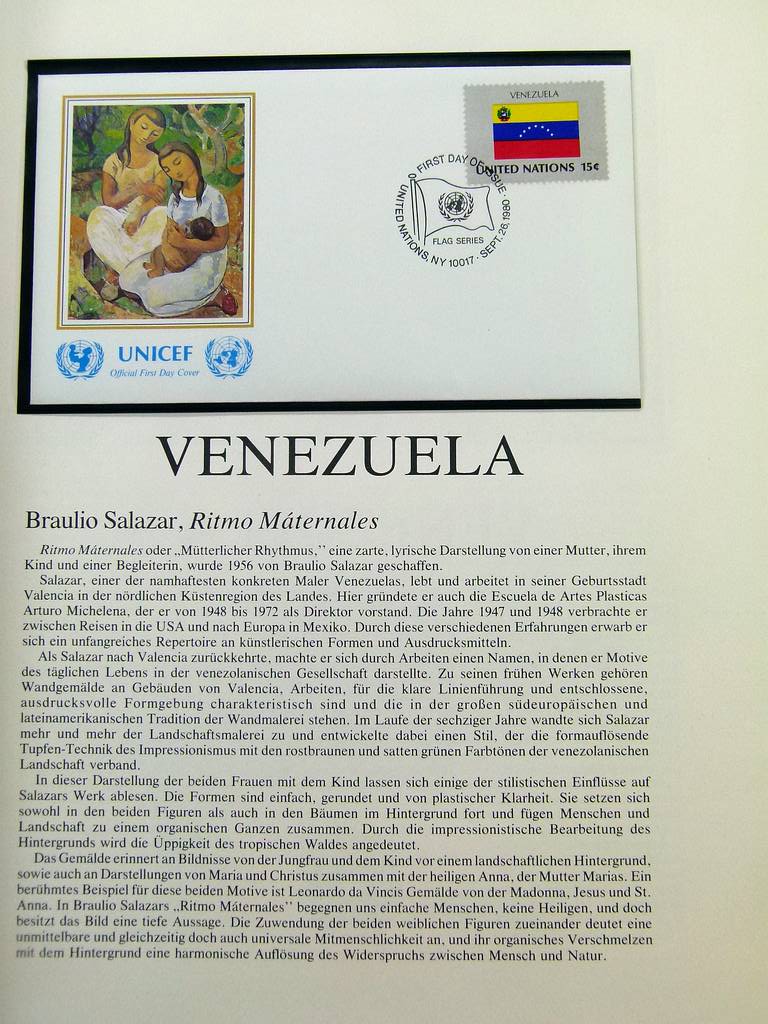 VENEZUELA
UNITED NATIONS 15¢
FIRST DAY OF ISSUE
UNITED NATIONS, NY 10017 · SEPT. 26, 1980
FLAG SERIES
UNICEF
Official First Day Cover
VENEZUELA
Braulio Salazar, Ritmo Máternales
Ritmo Máternales oder „Mütterlicher Rhythmus,” eine zarte, lyrische Darstellung von einer Mutter, ihrem
Kind und einer Begleiterin, wurde 1956 von Braulio Salazar geschaffen.
Salazar, einer der namhaftesten konkreten Maler Venezuelas, lebt und arbeitet in seiner Geburtsstadt
Valencia in der nördlichen Küstenregion des Landes. Hier gründete er auch die Escuela de Artes Plasticas
Arturo Michelena, der er von 1948 bis 1972 als Direktor vorstand. Die Jahre 1947 und 1948 verbrachte er
zwischen Reisen in die USA und nach Europa in Mexiko. Durch diese verschiedenen Erfahrungen erwarb er
sich ein unfangreiches Repertoire an künstlerischen Formen und Ausdrucksmitteln.
Als Salazar nach Valencia zurückkehrte, machte er sich durch Arbeiten einen Namen, in denen er Motive
des täglichen Lebens in der venezolanischen Gesellschaft darstellte. Zu seinen frühen Werken gehören
Wandgemälde an Gebäuden von Valencia, Arbeiten, für die klare Linienführung und entschlossene,
ausdrucksvolle Formgebung charakteristisch sind und die in der großen südeuropäischen und
lateinamerikanischen Tradition der Wandmalerei stehen. Im Laufe der sechziger Jahre wandte sich Salazar
mehr und mehr der Landschaftsmalerei zu und entwickelte dabei einen Stil, der die formauflösende
Tupfen-Technik des Impressionismus mit den rostbraunen und satten grünen Farbtönen der venezolanischen
Landschaft verband.
In dieser Darstellung der beiden Frauen mit dem Kind lassen sich einige der stilistischen Einflüsse auf
Salazars Werk ablesen. Die Formen sind einfach, gerundet und von plastischer Klarheit. Sie setzen sich
sowohl in den beiden Figuren als auch in den Bäumen im Hintergrund fort und fügen Menschen und
Landschaft zu einem organischen Ganzen zusammen. Durch die impressionistische Bearbeitung des
Hintergrunds wird die Üppigkeit des tropischen Waldes angedeutet.
Das Gemälde erinnert an Bildnisse von der Jungfrau und dem Kind vor einem landschaftlichen Hintergrund,
sowie auch an Darstellungen von Maria und Christus zusammen mit der heiligen Anna, der Mutter Marias. Ein
berühmtes Beispiel für diese beiden Motive ist Leonardo da Vincis Gemälde von der Madonna, Jesus und St.
Anna. In Braulio Salazars „Ritmo Máternales” begegnen uns einfache Menschen, keine Heiligen, und doch
besitzt das Bild eine tiefe Aussage. Die Zuwendung der beiden weiblichen Figuren zueinander deutet eine
unmittelbare und gleichzeitig doch auch universale Mitmenschlichkeit an, und ihr organisches Verschmelzen
mit dem Hintergrund eine harmonische Auflösung des Widerspruchs zwischen Mensch und Natur.